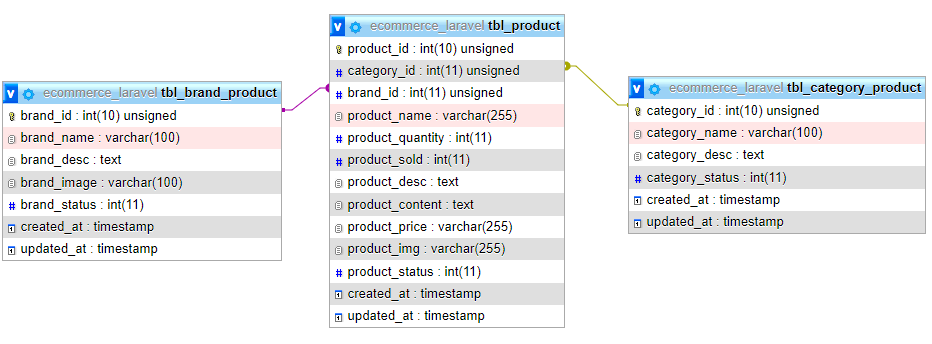 ecommerce_laravel tbl_brand_product
brand_id : int(10) unsigned
brand_name : varchar(100)
brand_desc : text
brand_image : varchar(100)
brand_status : int(11)
created_at : timestamp
updated_at : timestamp
ecommerce_laravel tbl_product
product_id : int(10) unsigned
category_id : int(11) unsigned
brand_id : int(11) unsigned
product_name : varchar(255)
product_quantity : int(11)
product_sold : int(11)
product_desc : text
product_content : text
product_price : varchar(255)
product_img : varchar(255)
product_status : int(11)
created_at : timestamp
updated_at : timestamp
ecommerce_laravel tbl_category_product
category_id : int(10) unsigned
category_name : varchar(100)
category_desc : text
category_status : int(11)
created_at : timestamp
updated_at : timestamp